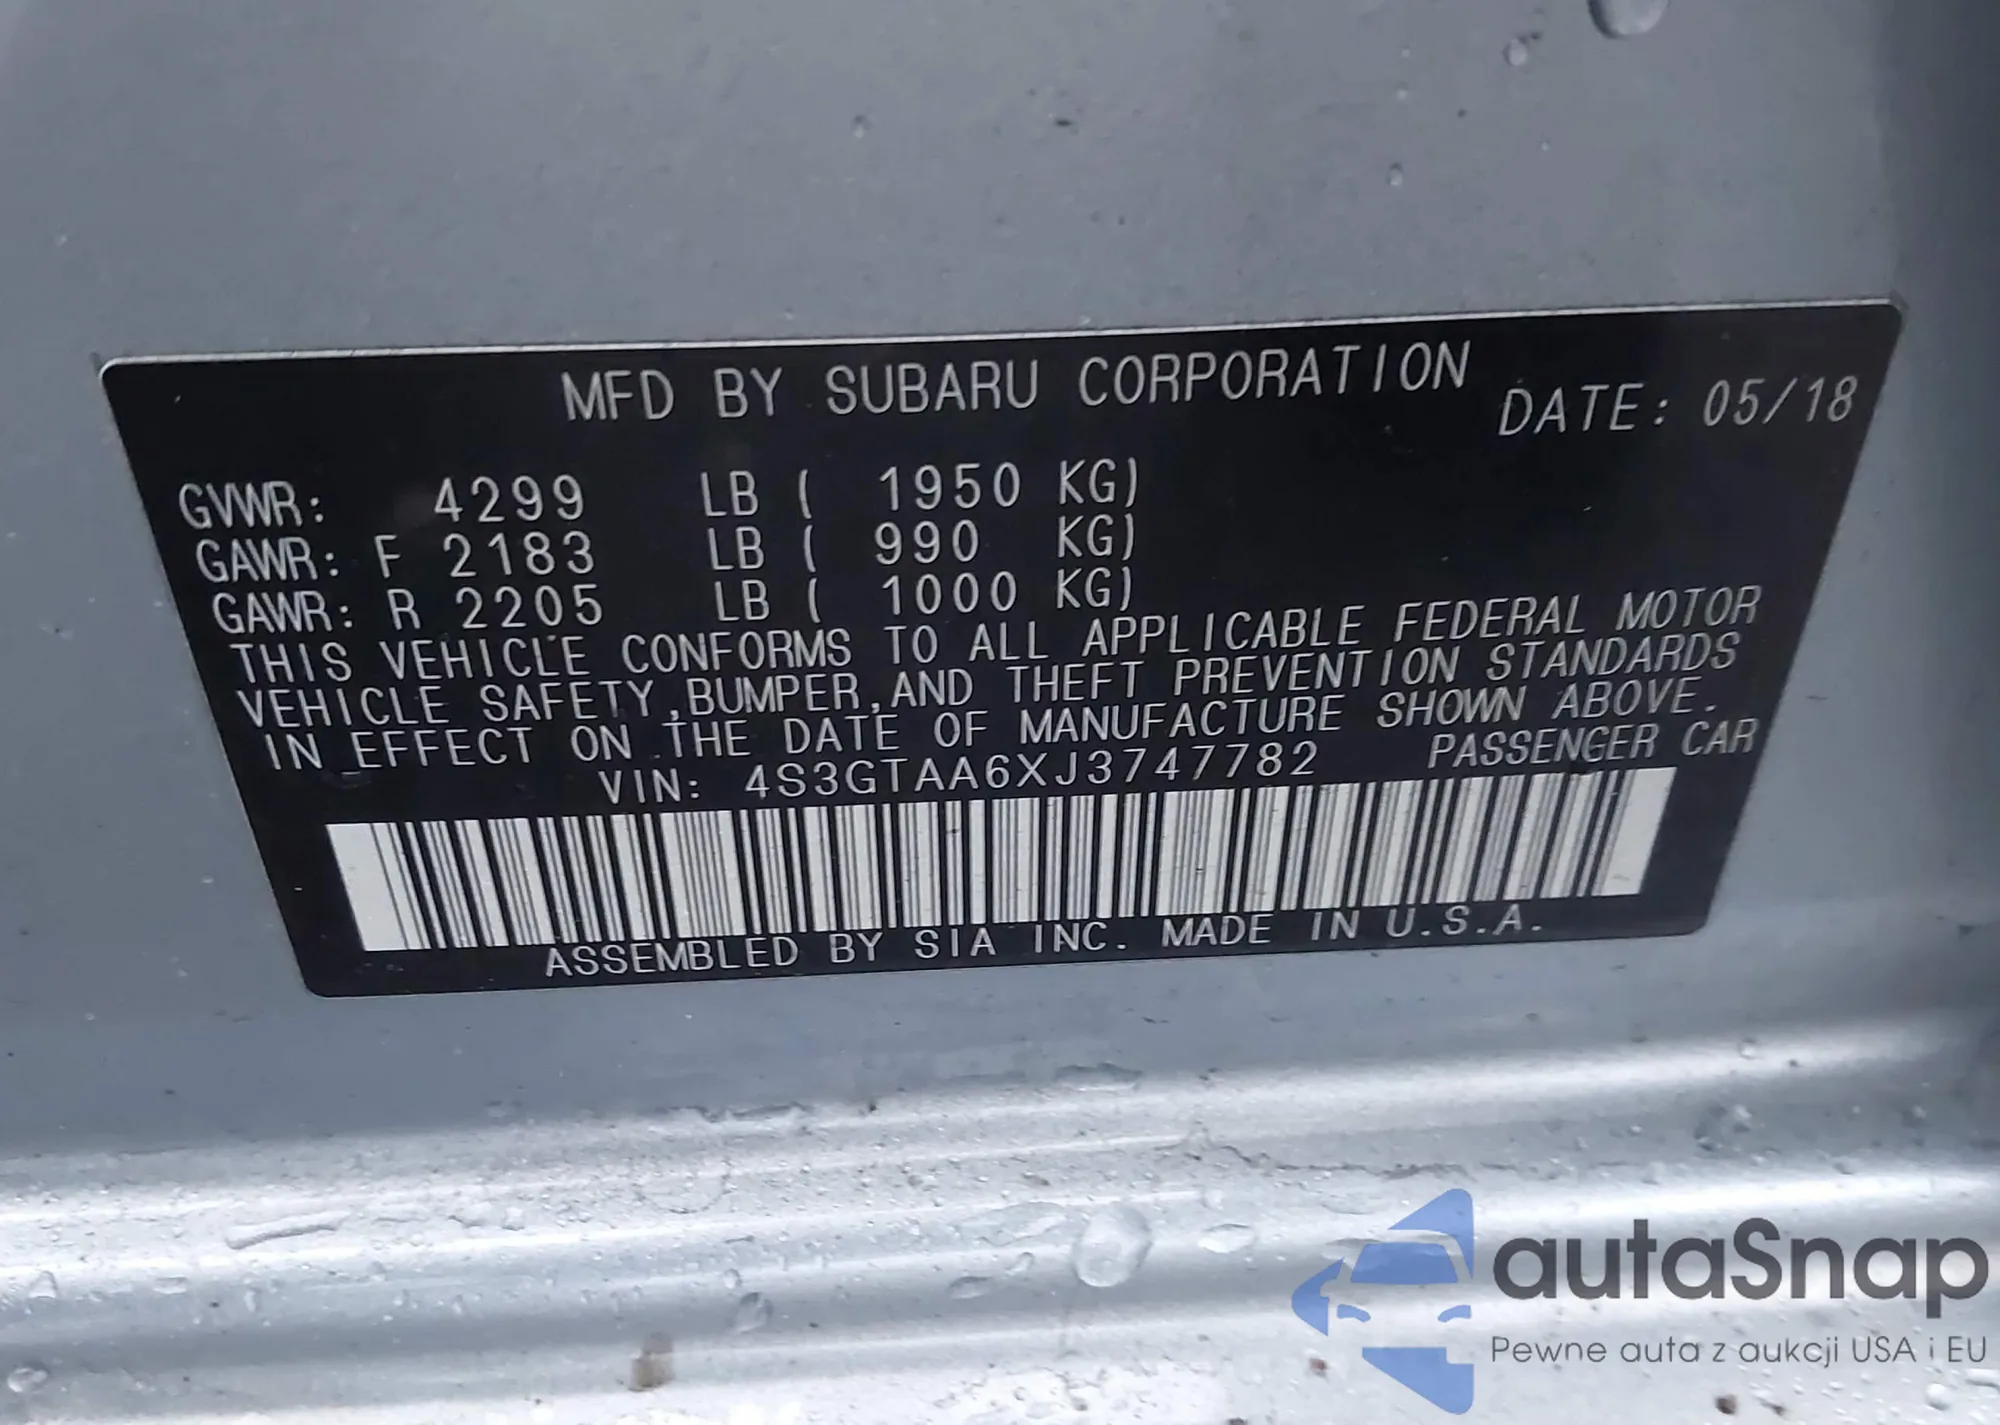 MFD BY SUBARU CORPORATION
DATE: 05/18
GVWR: 4299 LB ( 1950 KG)
GAWR: F 2183 LB ( 990 KG)
GAWR: R 2205 LB ( 1000 KG)
THIS VEHICLE CONFORMS TO ALL APPLICABLE FEDERAL MOTOR
VEHICLE SAFETY,BUMPER,AND THEFT PREVENTION STANDARDS
IN EFFECT ON THE DATE OF MANUFACTURE SHOWN ABOVE.
VIN: 4S3GTAA6XJ3747782 PASSENGER CAR
ASSEMBLED BY SIA INC. MADE IN U.S.A.
autaSnap
Pewne auta z aukcji USA i EU